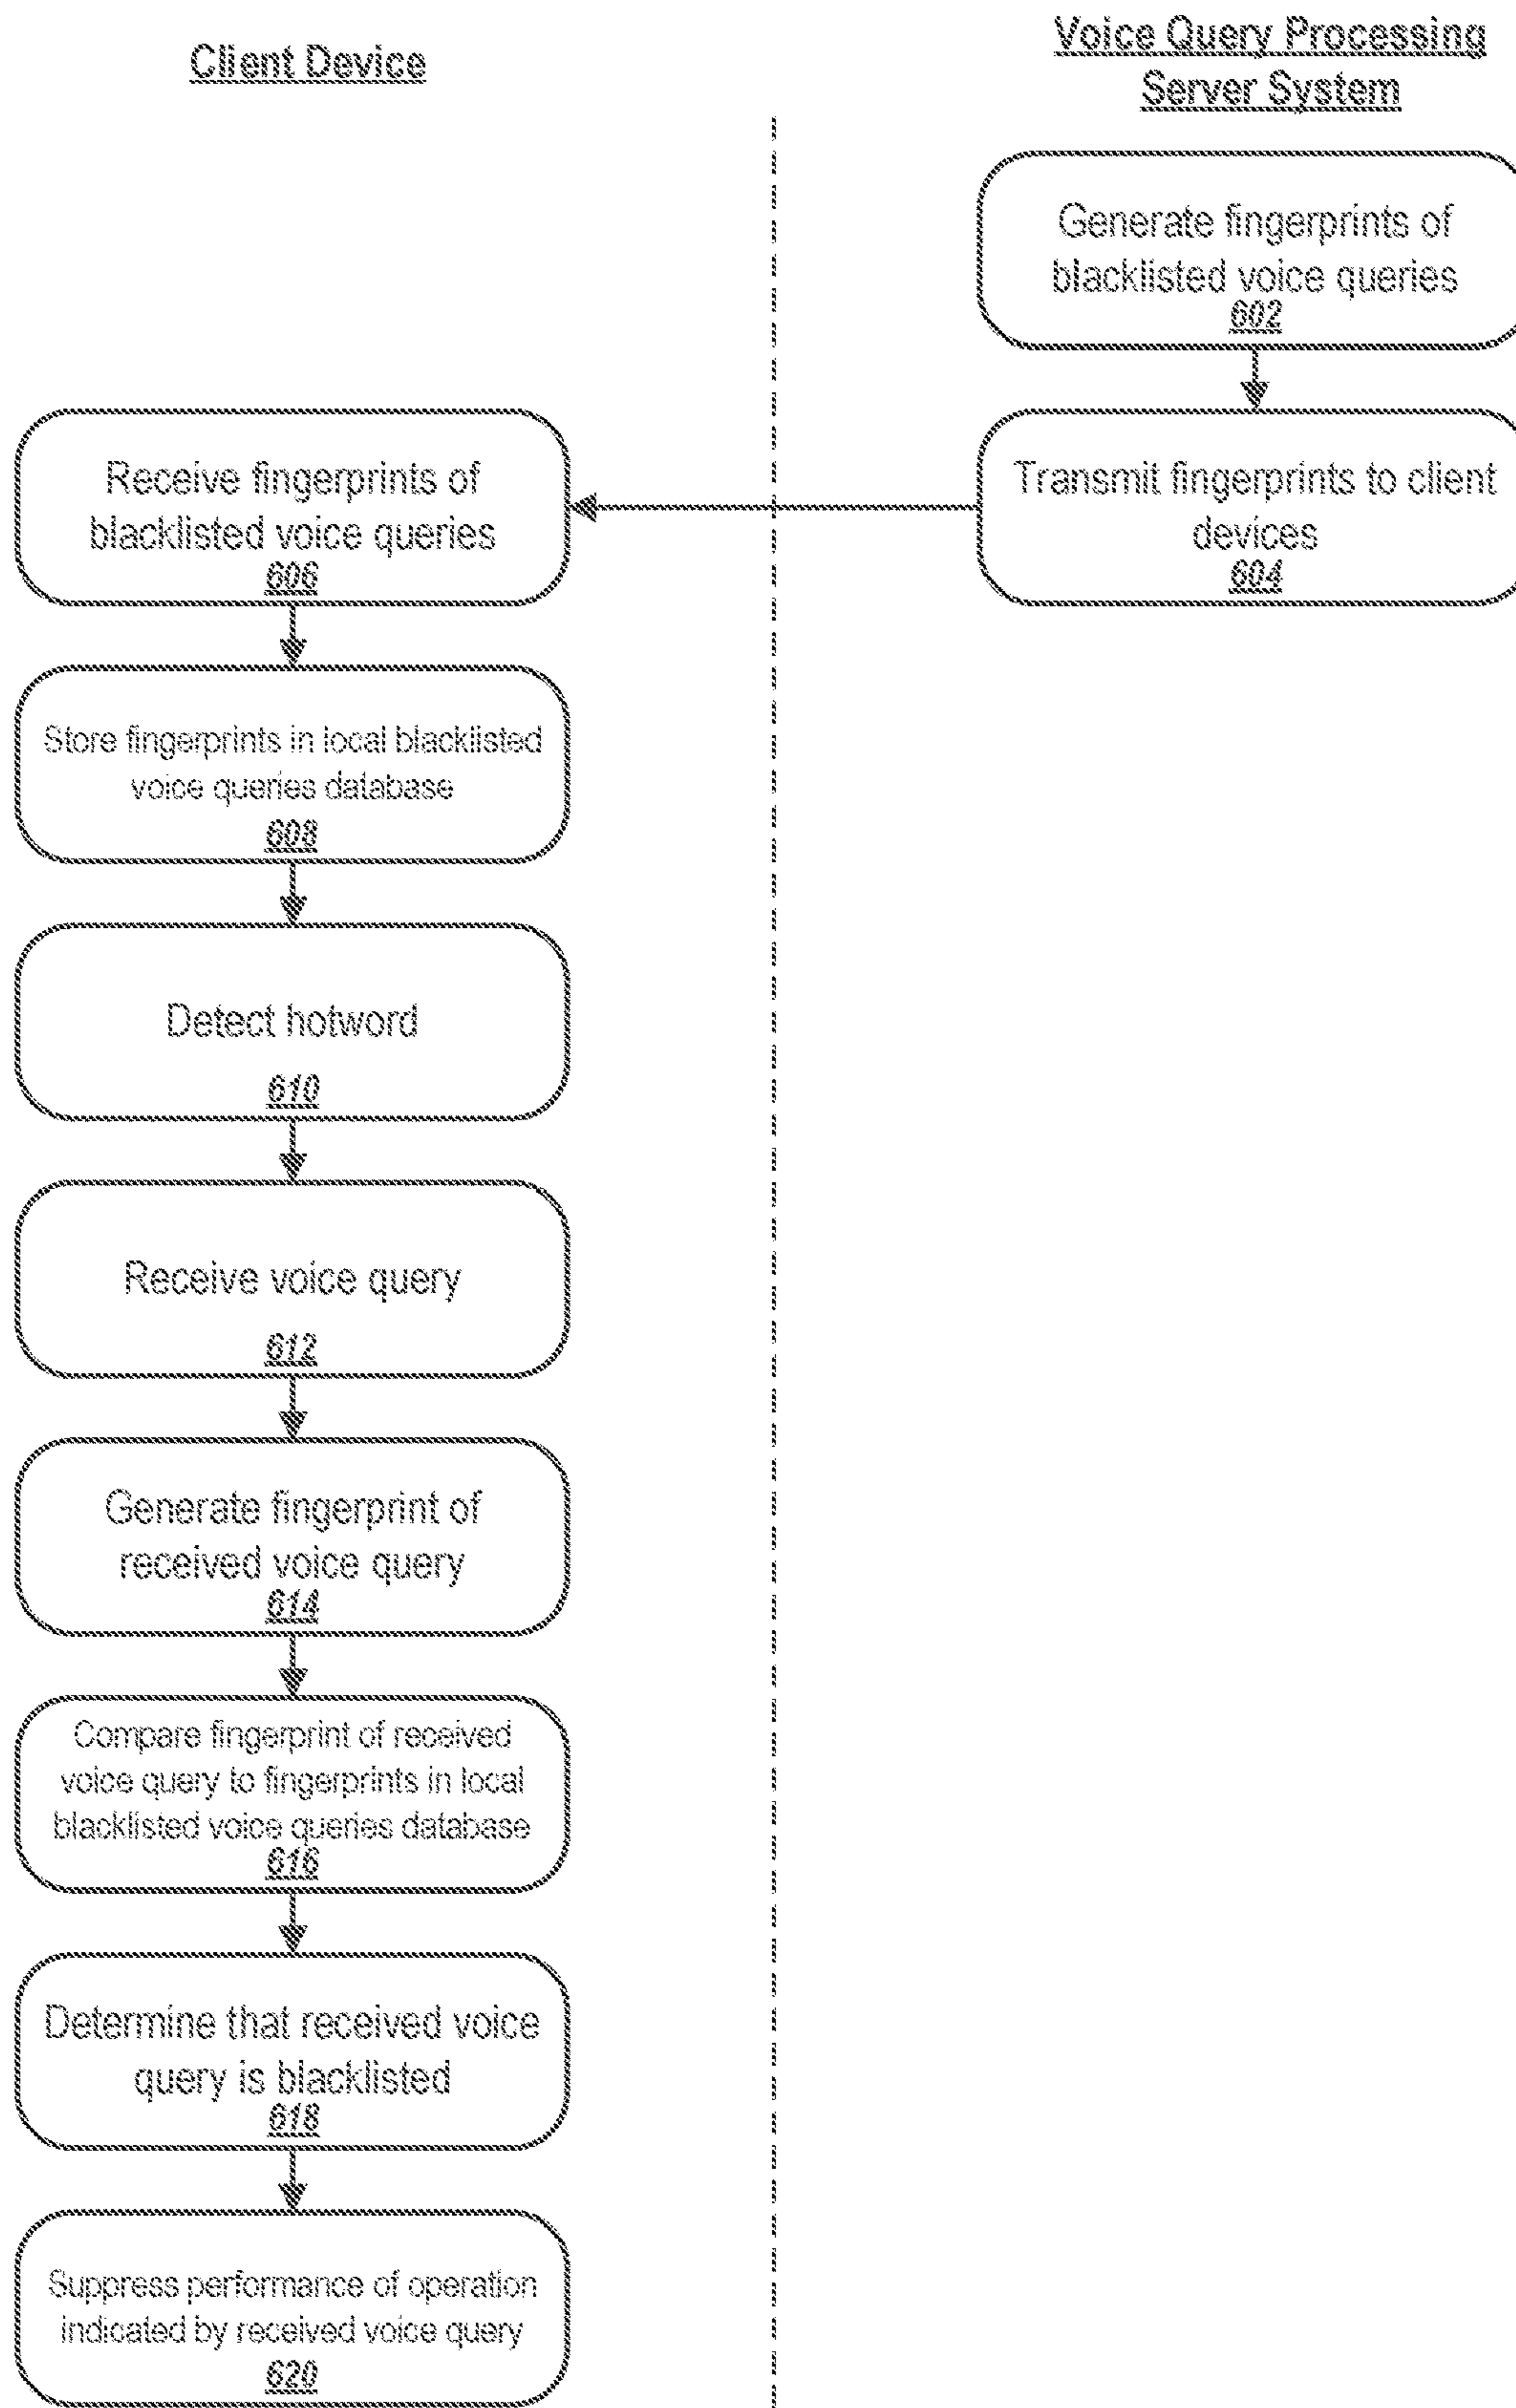 Client Device
Voice Query Processing
Server System
Generate fingerprints of
blacklisted voice queries
602
Transmit fingerprints to client
devices
604
Receive fingerprints of
blacklisted voice queries
606
Store fingerprints in local blacklisted
voice queries database
608
Detect hotword
610
Receive voice query
612
Generate fingerprint of
received voice query
614
Compare fingerprint of received
voice query to fingerprints in local
blacklisted voice queries database
616
Determine that received voice
query is blacklisted
618
Suppress performance of operation
indicated by received voice query
620